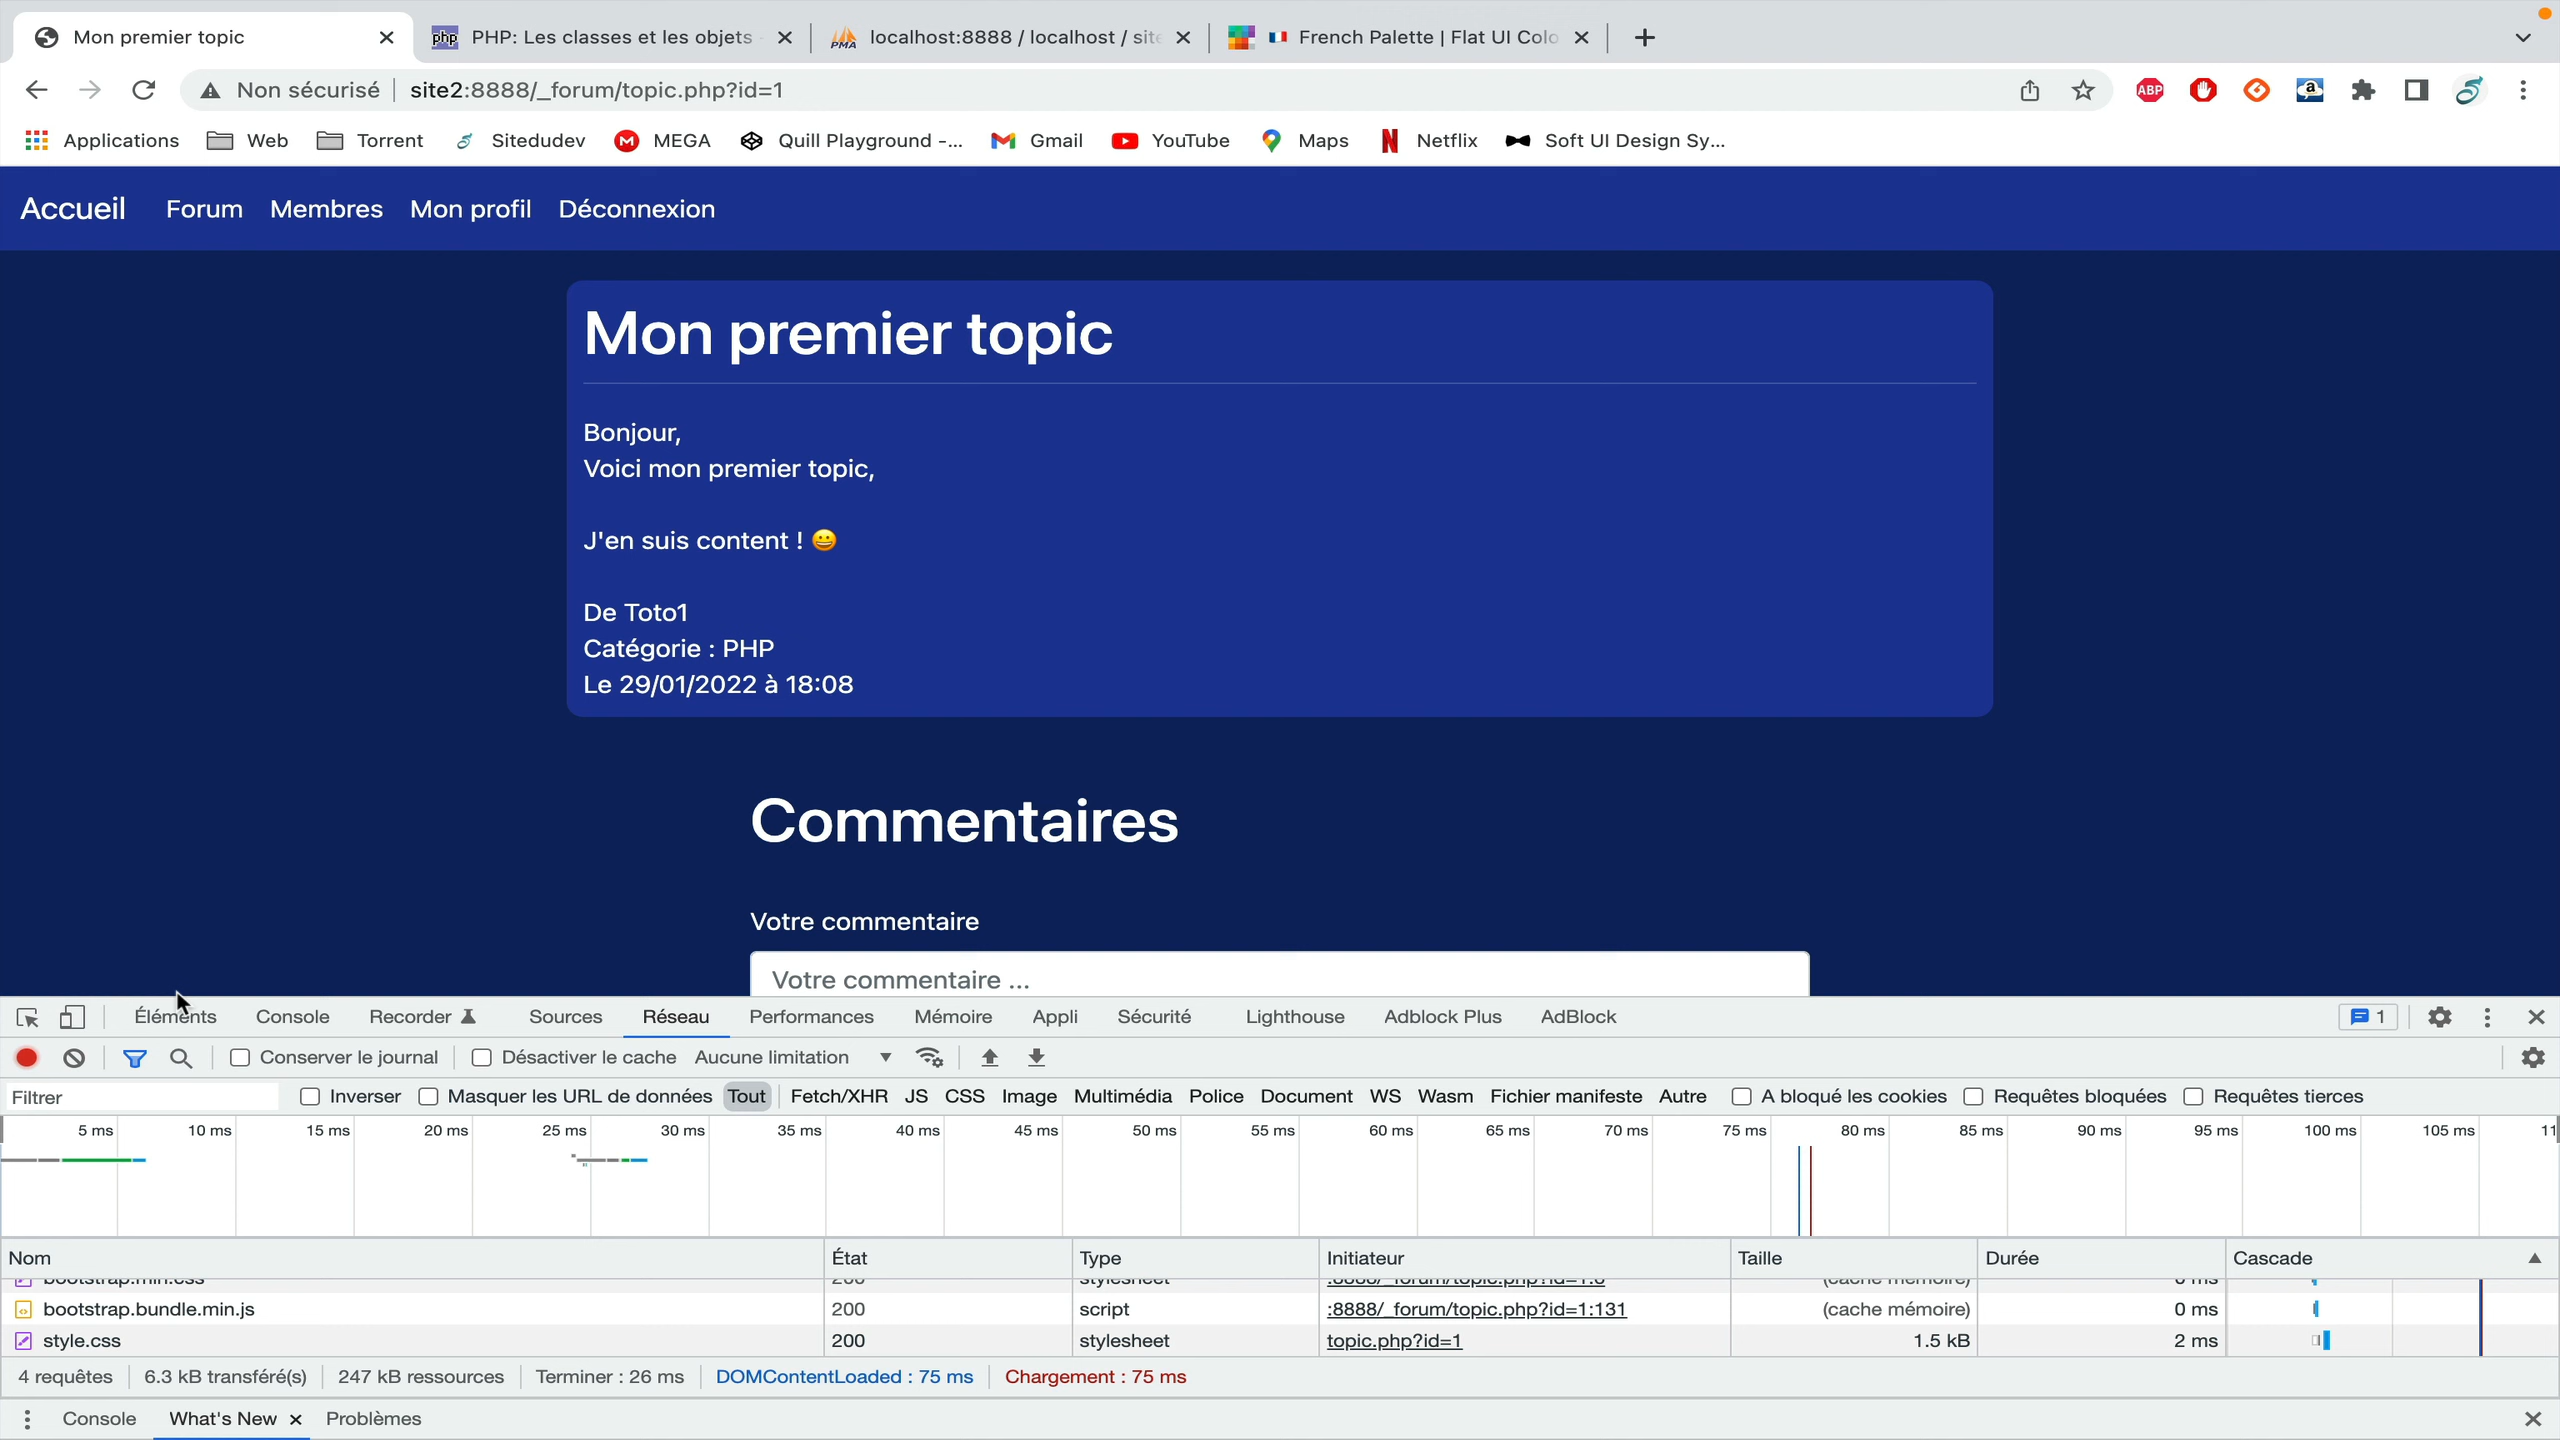 Mon premier topic
PHP: Les classes et les objets
localhost:8888 / localhost / site
French Palette | Flat UI Colo
Non sécurisé
site2:8888/_forum/topic.php?id=1
ABP
Applications
Web
Torrent
Sitedudev
MEGA
Quill Playground -...
Gmail
YouTube
Maps
Netflix
Soft UI Design Sy...
Accueil
Forum
Membres
Mon profil
Déconnexion
Mon premier topic
Bonjour,
Voici mon premier topic,
J'en suis content ! 😀
De Toto1
Catégorie : PHP
Le 29/01/2022 à 18:08
Commentaires
Votre commentaire
Votre commentaire ...
Éléments
Console
Recorder
Sources
Réseau
Performances
Mémoire
Appli
Sécurité
Lighthouse
Adblock Plus
AdBlock
1
Conserver le journal
Désactiver le cache
Aucune limitation
Filtrer
Inverser
Masquer les URL de données
Tout
Fetch/XHR
JS
CSS
Image
Multimédia
Police
Document
WS
Wasm
Fichier manifeste
Autre
A bloqué les cookies
Requêtes bloquées
Requêtes tierces
5 ms
10 ms
15 ms
20 ms
25 ms
30 ms
35 ms
40 ms
45 ms
50 ms
55 ms
60 ms
65 ms
70 ms
75 ms
80 ms
85 ms
90 ms
95 ms
100 ms
105 ms
11
Nom
État
Type
Initiateur
Taille
Durée
Cascade
bootstrap.min.css
200
stylesheet
(cache mémoire)
0 ms
bootstrap.bundle.min.js
200
script
:8888/_forum/topic.php?id=1:131
(cache mémoire)
0 ms
style.css
200
stylesheet
topic.php?id=1
1.5 kB
2 ms
4 requêtes
6.3 kB transféré(s)
247 kB ressources
Terminer : 26 ms
DOMContentLoaded : 75 ms
Chargement : 75 ms
Console
What's New
Problèmes